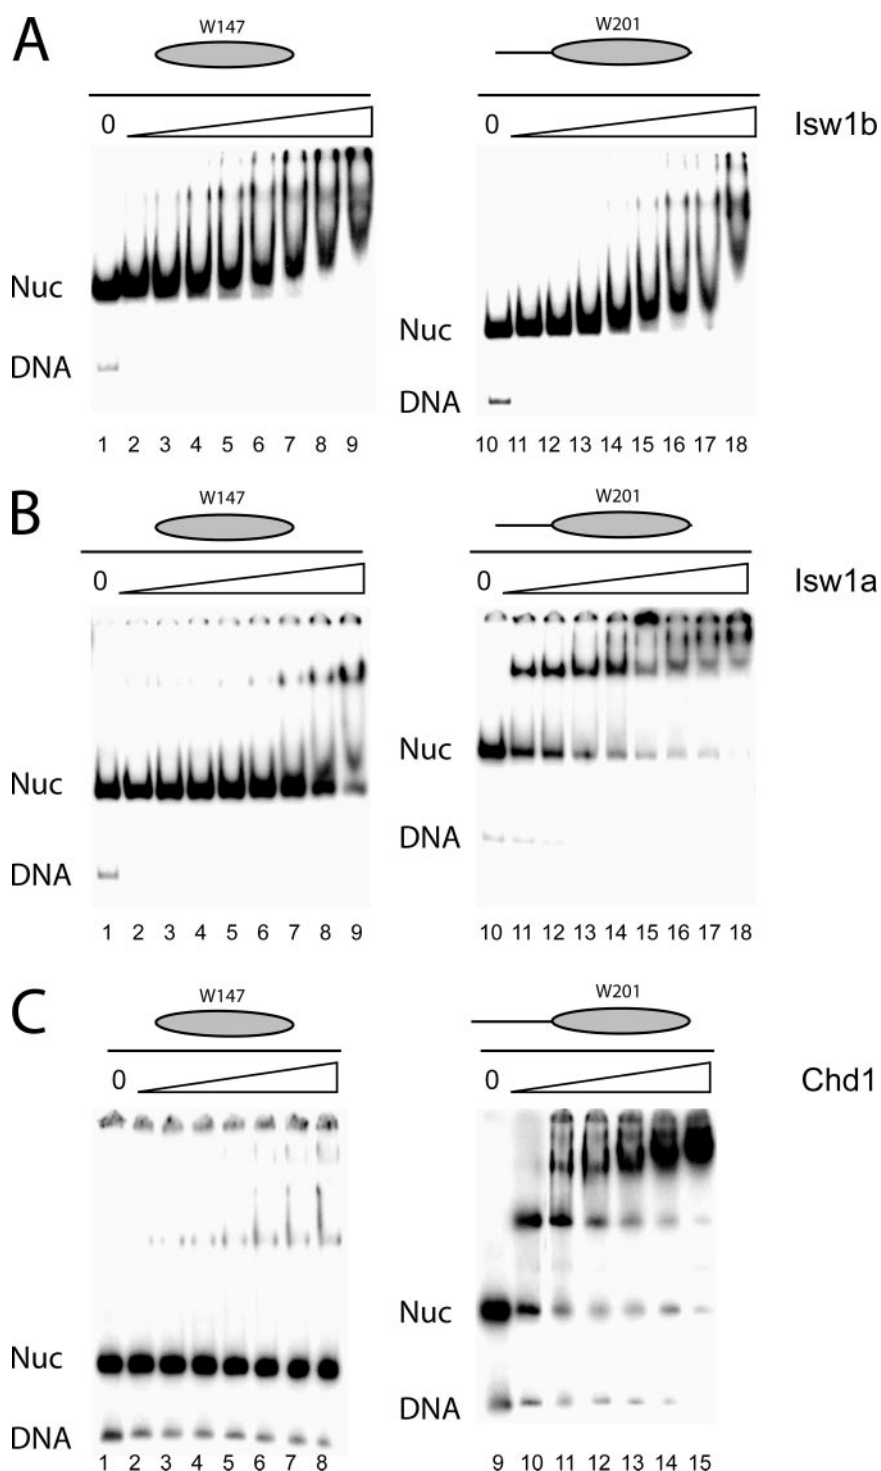 A
W147
W201
0
0
Isw1b
Nuc
Nuc
DNA
DNA
1 2 3 4 5 6 7 8 9
10 11 12 13 14 15 16 17 18
B
W147
W201
0
0
Isw1a
Nuc
Nuc
DNA
DNA
1 2 3 4 5 6 7 8 9
10 11 12 13 14 15 16 17 18
C
W147
W201
0
0
Chd1
Nuc
Nuc
DNA
DNA
1 2 3 4 5 6 7 8
9 10 11 12 13 14 15